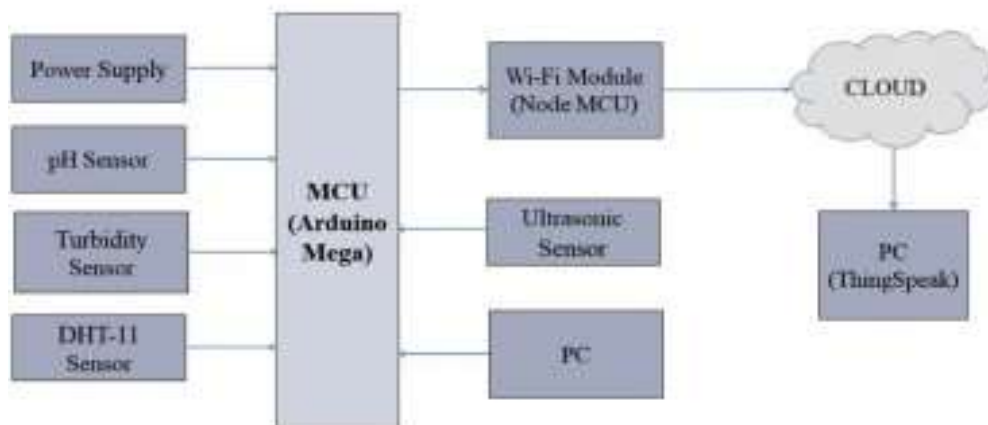 Power Supply
pH Sensor
Turbidity
Sensor
DHT-11
Sensor
MCU
(Arduino
Mega)
Wi-Fi Module
(Node MCU)
Ultrasonic
Sensor
PC
CLOUD
PC
(ThingSpeak)